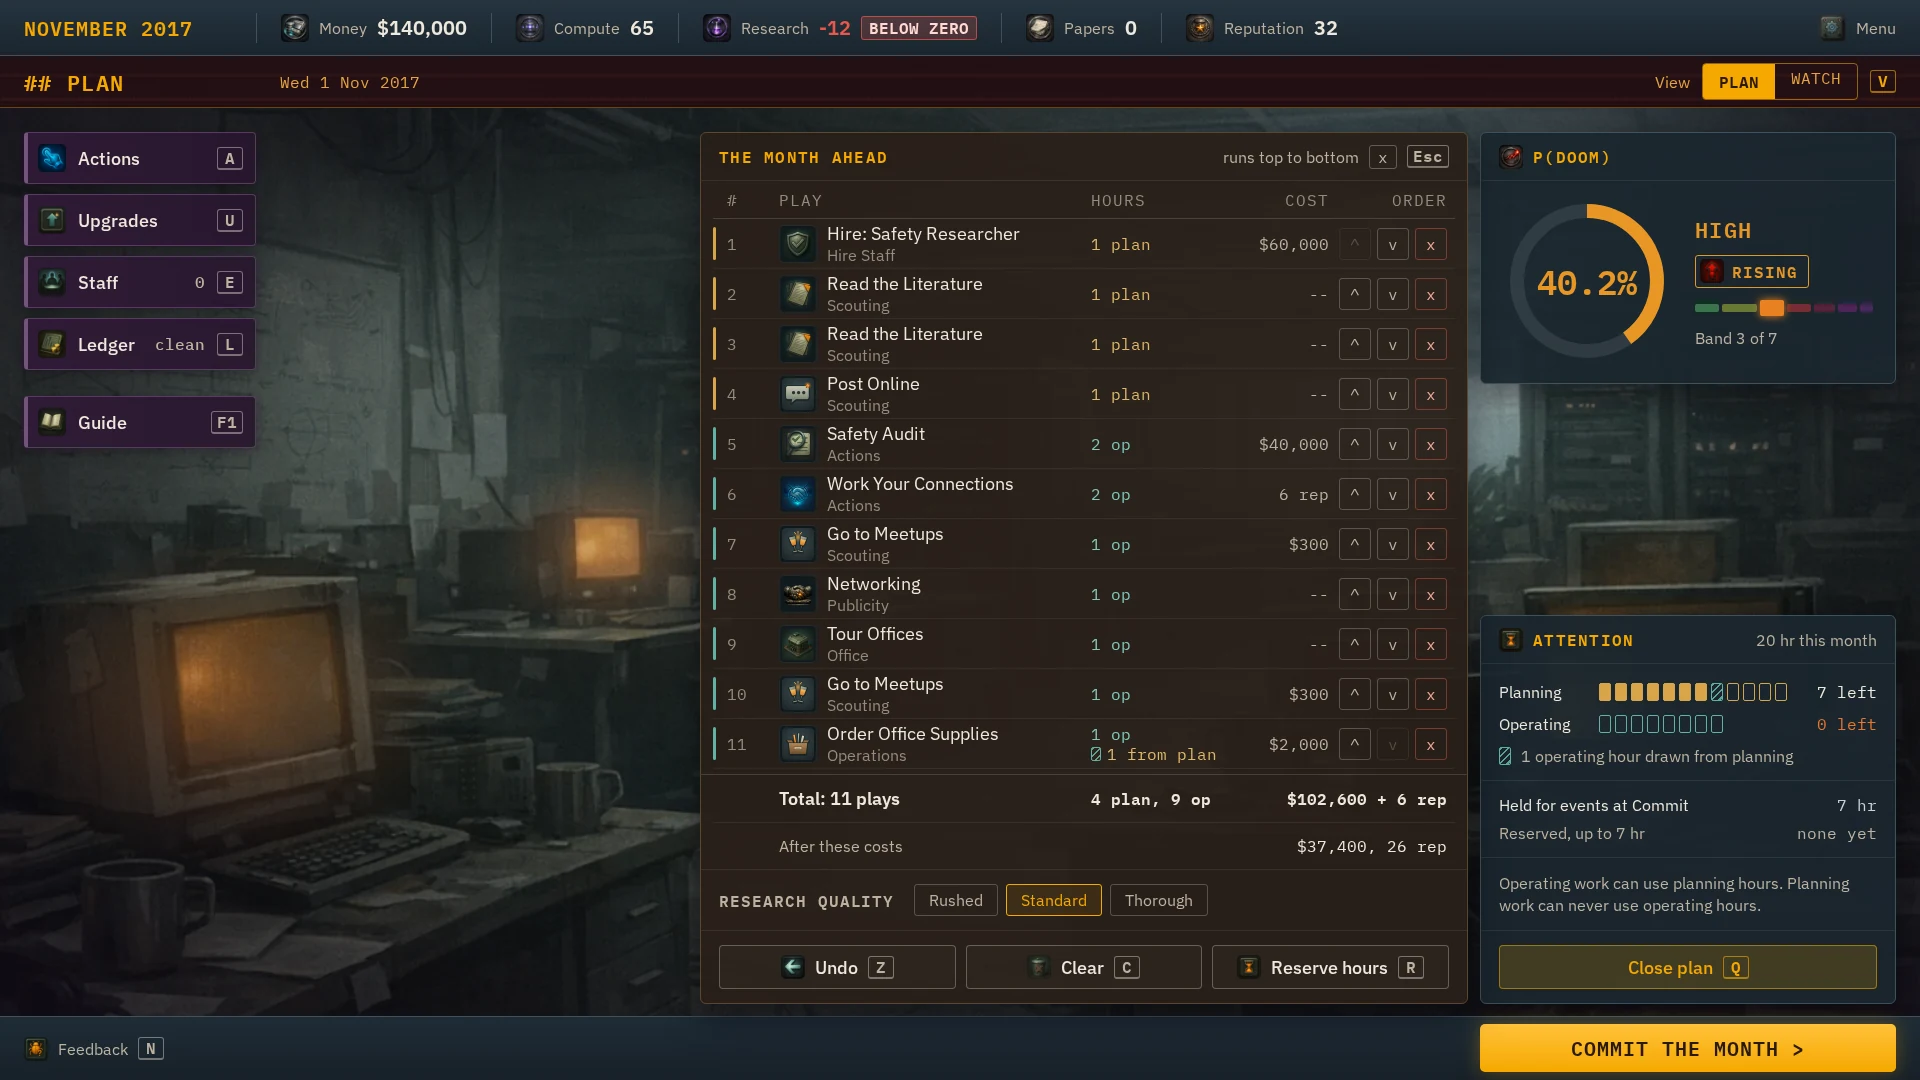 NOVEMBER 2017
Money $140,000
Compute 65
Research -12 BELOW ZERO
Papers 0
Reputation 32
Menu
## PLAN
Wed 1 Nov 2017
View PLAN WATCH V
Actions A
Upgrades U
Staff 0 E
Ledger clean L
Guide F1
THE MONTH AHEAD
runs top to bottom x Esc
# PLAY HOURS COST ORDER
1 Hire: Safety Researcher 1 plan $60,000 ^ v x
Hire Staff
2 Read the Literature 1 plan -- ^ v x
Scouting
3 Read the Literature 1 plan -- ^ v x
Scouting
4 Post Online 1 plan -- ^ v x
Scouting
5 Safety Audit 2 op $40,000 ^ v x
Actions
6 Work Your Connections 2 op 6 rep ^ v x
Actions
7 Go to Meetups 1 op $300 ^ v x
Scouting
8 Networking 1 op -- ^ v x
Publicity
9 Tour Offices 1 op -- ^ v x
Office
10 Go to Meetups 1 op $300 ^ v x
Scouting
11 Order Office Supplies 1 op $2,000 ^ v x
Operations 1 from plan
Total: 11 plays 4 plan, 9 op $102,600 + 6 rep
After these costs $37,400, 26 rep
RESEARCH QUALITY Rushed Standard Thorough
Undo Z
Clear C
Reserve hours R
P(DOOM)
40.2%
HIGH
RISING
Band 3 of 7
ATTENTION 20 hr this month
Planning 7 left
Operating 0 left
1 operating hour drawn from planning
Held for events at Commit 7 hr
Reserved, up to 7 hr none yet
Operating work can use planning hours. Planning
work can never use operating hours.
Close plan Q
Feedback N
COMMIT THE MONTH >